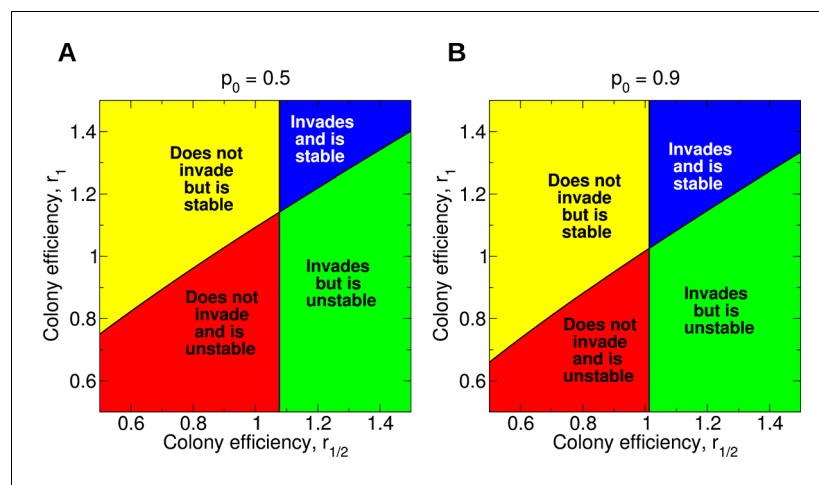 A
p0 = 0.5
Colony efficiency, r1
1.4
1.2
1
0.8
0.6
Does not
invade
but is
stable
Invades
and is
stable
Does not
invade
and is
unstable
Invades
but is
unstable
0.6 0.8 1 1.2 1.4
Colony efficiency, r1/2
B
p0 = 0.9
Colony efficiency, r1
1.4
1.2
1
0.8
0.6
Does not
invade
but is
stable
Invades
and is
stable
Does not
invade
and is
unstable
Invades
but is
unstable
0.6 0.8 1 1.2 1.4
Colony efficiency, r1/2